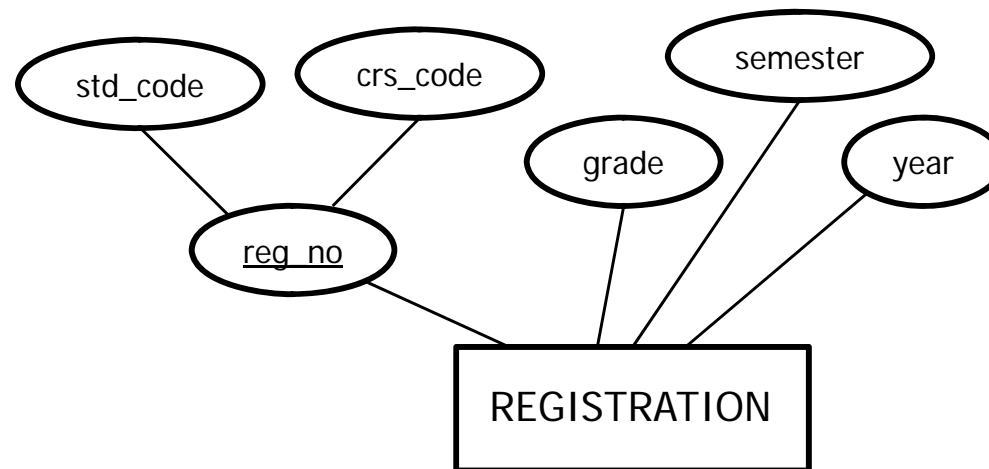 std_code
crs_code
semester
grade
year
reg_no
REGISTRATION